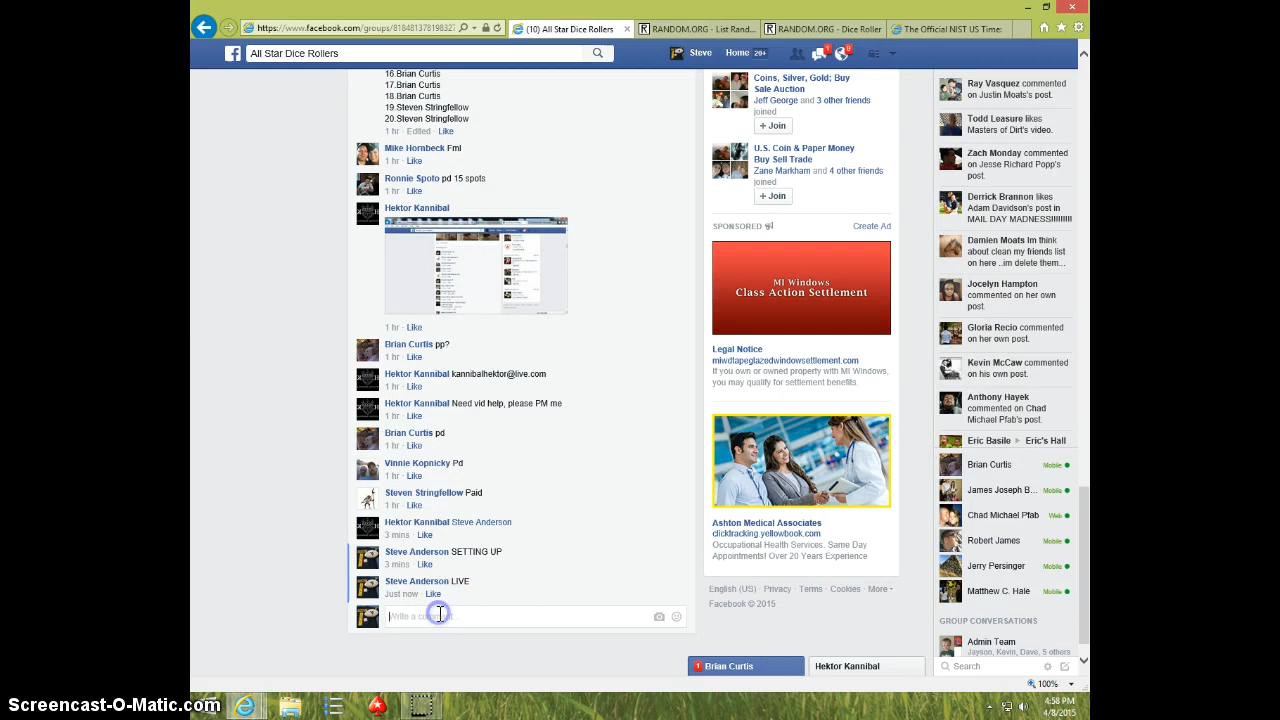 https://www.facebook.com/groups/818481378198327
(10) All Star Dice Rollers
RANDOM.ORG - List Ran...
RANDOM.ORG - Dice Roller
The Official NIST US Time:
All Star Dice Rollers
Steve
Home 20+
1
8
16.Brian Curtis
17.Brian Curtis
18.Brian Curtis
19.Steven Stringfellow
20.Steven Stringfellow
1 hr · Edited · Like
Mike Hornbeck Fml
1 hr · Like
Ronnie Spoto pd 15 spots
1 hr · Like
Hektor Kannibal
1 hr · Like
Brian Curtis pp?
1 hr · Like
Hektor Kannibal kannibalhektor@live.com
1 hr · Like
Hektor Kannibal Need vid help, please PM me
1 hr · Like
Brian Curtis pd
1 hr · Like
Vinnie Kopnicky Pd
1 hr · Like
Steven Stringfellow Paid
1 hr · Like
Hektor Kannibal Steve Anderson
3 mins · Like
Steve Anderson SETTING UP
3 mins · Like
Steve Anderson LIVE
Just now · Like
Write a comment...
Coins, Silver, Gold; Buy
Sale Auction
Jeff George and 3 other friends
joined
+ Join
U.S. Coin & Paper Money
Buy Sell Trade
Zane Markham and 4 other friends
joined
+ Join
SPONSORED
Create Ad
MI Windows
Class Action Settlement
Legal Notice
miwdtapeglazedwindowsettlement.com
If you own or owned property with MI Windows,
you may qualify for settlement benefits.
Ashton Medical Associates
clicktracking.yellowbook.com
Occupational Health Services. Same Day
Appointments! Over 20 Years Experience
English (US) · Privacy · Terms · Cookies · More
Facebook © 2015
Ray Vasquez commented
on Justin Moats's post.
Todd Leasure likes
Masters of Dirt's video.
Zach Monday commented
on Jesse Richard Popp's
post.
Derrick Brannon likes
Adam Davidson's post in
MAIL DAY MADNESS!!!!!!!!!
Damien Moats Im think
about clean my friends list
on here ..im delete them...
Jocelyn Hampton
commented on her own
post.
Gloria Recio commented
on her own post.
Kevin McCaw commented
on his own post.
Anthony Hayek
commented on Chad
Michael Pfab's post.
Eric Basile ▸ Eric's Hall
Brian Curtis Mobile
James Joseph B... Mobile
Chad Michael Pfab Web
Robert James Mobile
Jerry Persinger Mobile
Matthew C. Hale Mobile
GROUP CONVERSATIONS
Admin Team
Jayson, Kevin, Dave, 5 others
Search
1 Brian Curtis
Hektor Kannibal
100%
4:58 PM
4/8/2015
Screencast-O-Matic.com